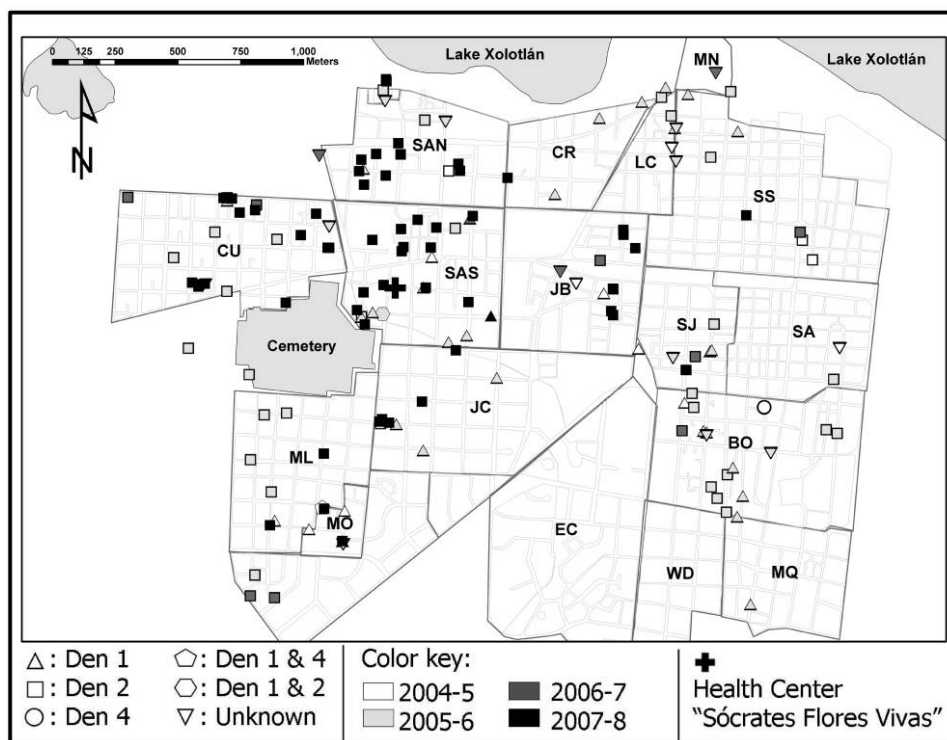 Lake Xolotlán
Lake Xolotlán
MN
0 125 250 500 750 1,000
Meters
N
SAN
CR
LC
SS
CU
SAS
JB
SJ
SA
Cemetery
JC
BO
ML
MO
EC
WD
MQ
△ : Den 1
□ : Den 2
○ : Den 4
⬠ : Den 1 & 4
⬡ : Den 1 & 2
▽ : Unknown
Color key:
2004-5
2005-6
2006-7
2007-8
Health Center
"Sócrates Flores Vivas"